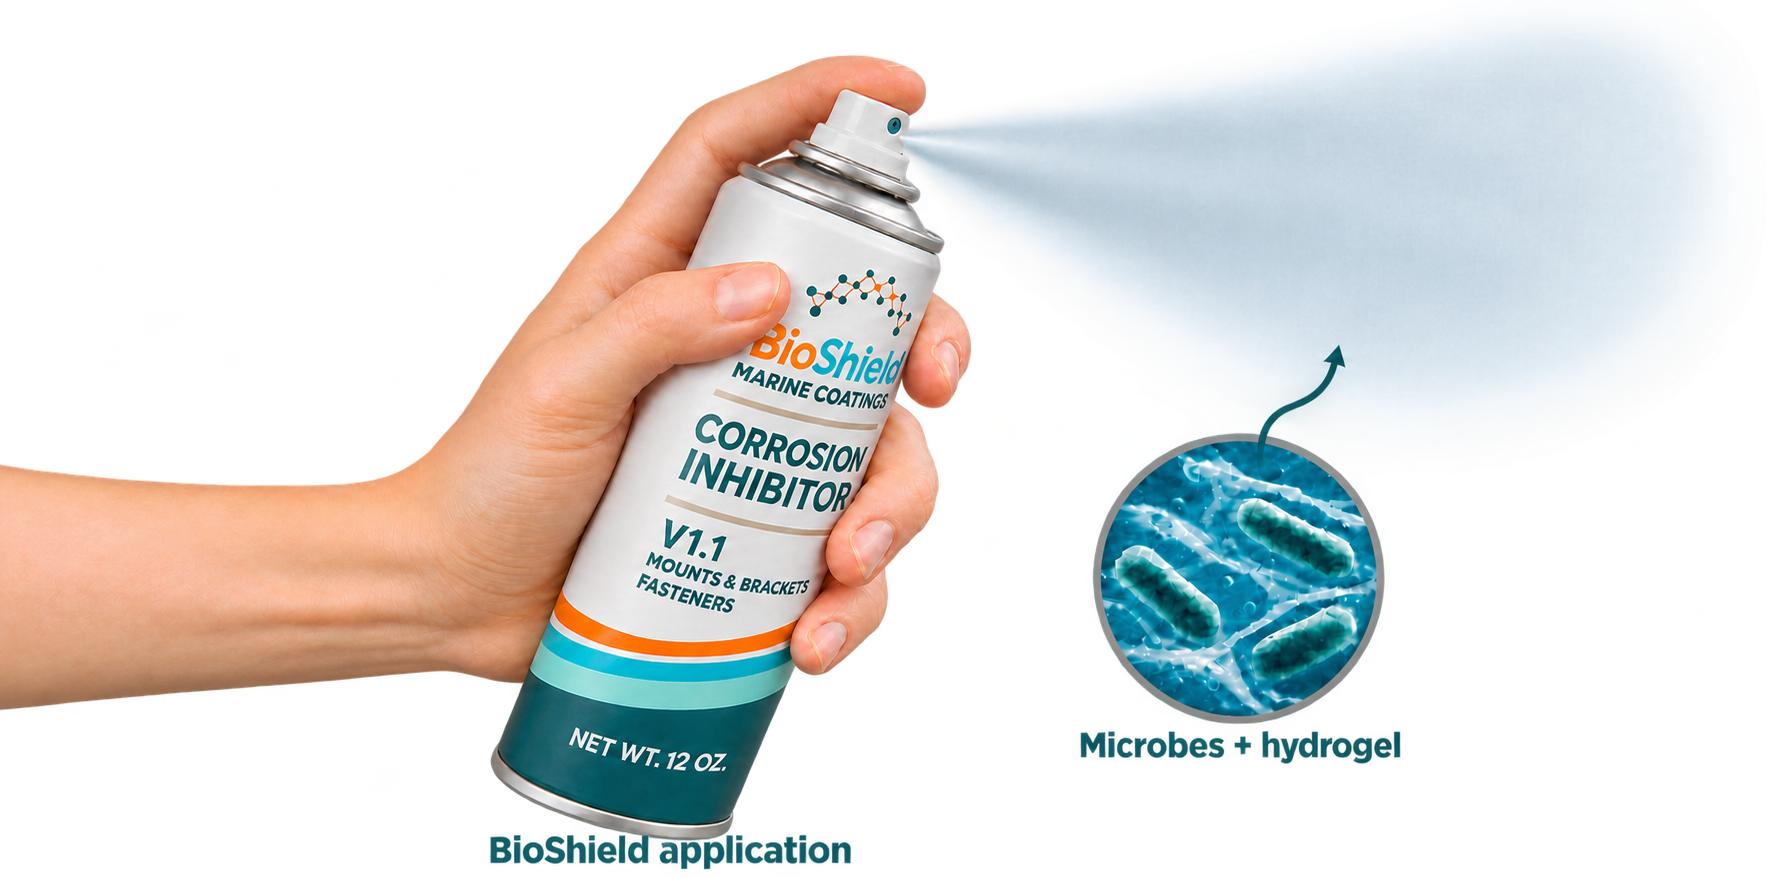 BioShield
MARINE COATINGS
CORROSION
INHIBITOR
V1.1
MOUNTS & BRACKETS
FASTENERS
NET WT. 12 OZ.
Microbes + hydrogel
BioShield application